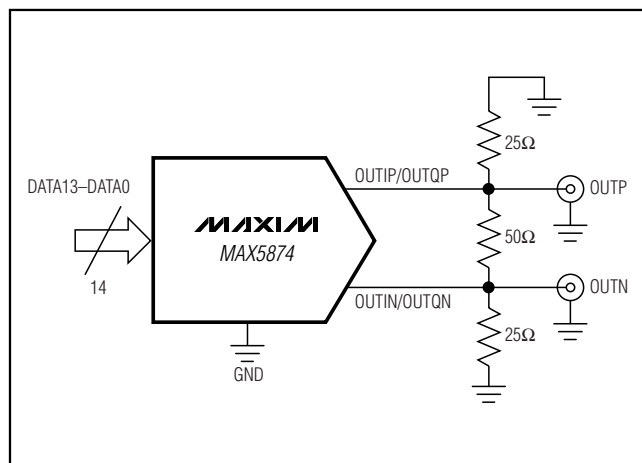 25Ω
DATA13–DATA0
OUTIP/OUTQP
OUTP
MAXIM
MAX5874
50Ω
14
OUTIN/OUTQN
OUTN
25Ω
GND